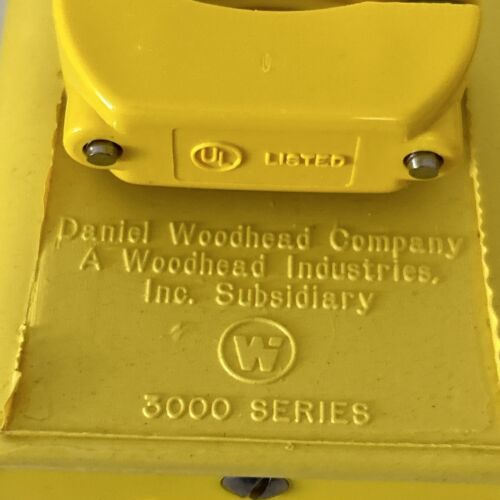 UL LISTED
Daniel Woodhead Company
A Woodhead Industries,
Inc. Subsidiary
W
3000 SERIES